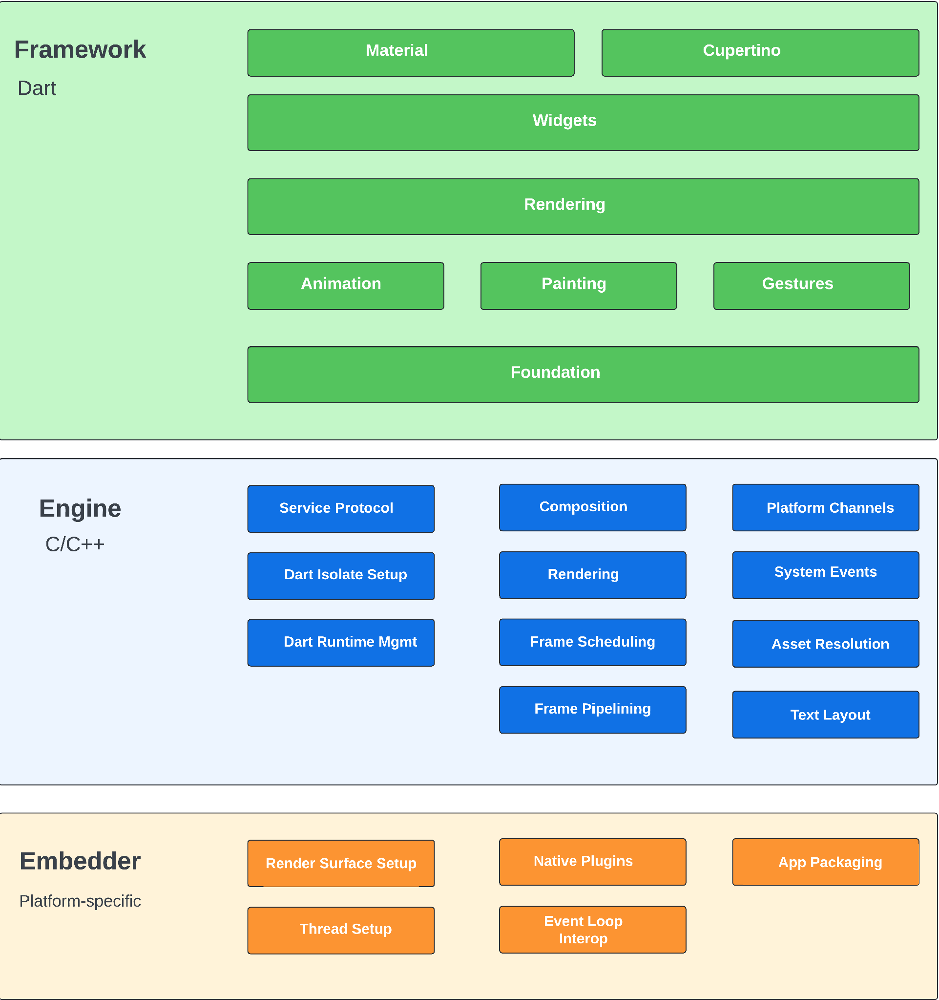 Framework
Dart
Material
Cupertino
Widgets
Rendering
Animation
Painting
Gestures
Foundation
Engine
C/C++
Service Protocol
Composition
Platform Channels
Dart Isolate Setup
Rendering
System Events
Dart Runtime Mgmt
Frame Scheduling
Asset Resolution
Frame Pipelining
Text Layout
Embedder
Platform-specific
Render Surface Setup
Native Plugins
App Packaging
Thread Setup
Event Loop
Interop